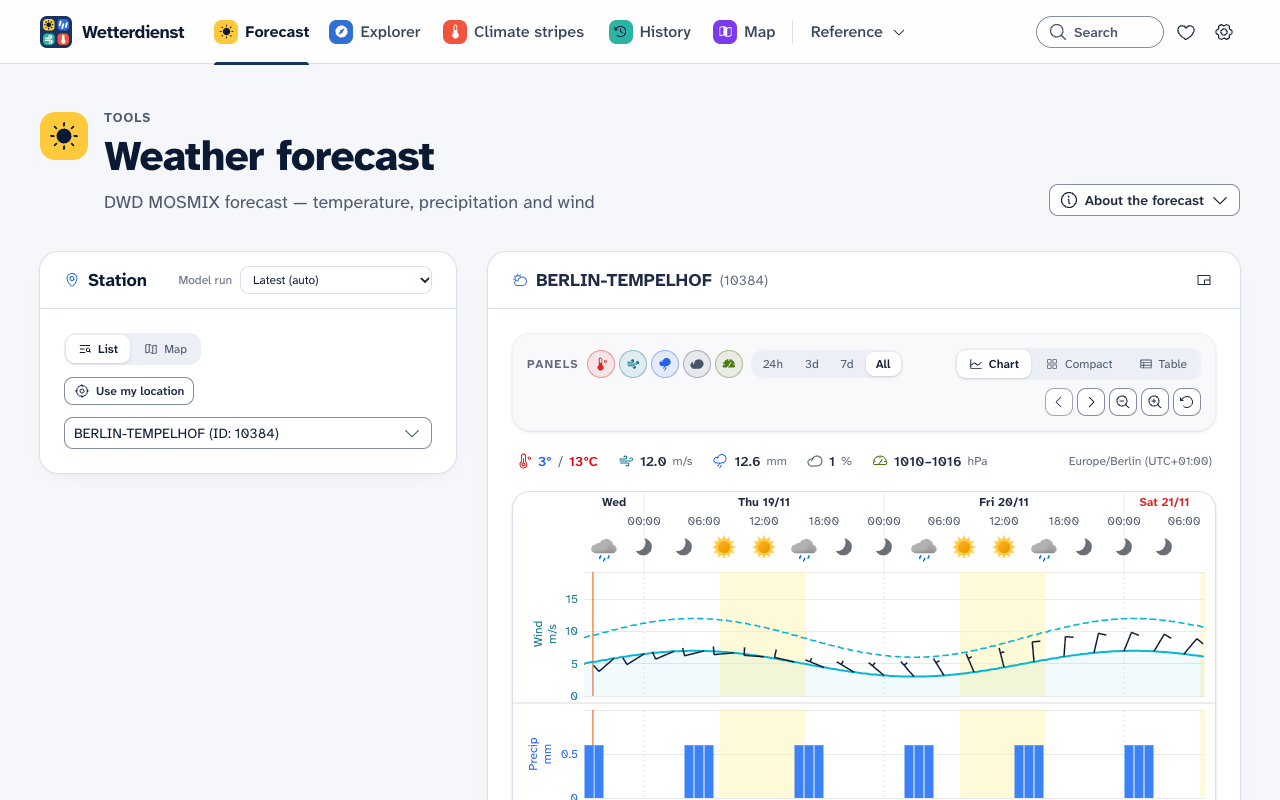 Wetterdienst
Forecast
Explorer
Climate stripes
History
Map
Reference
Search
TOOLS
Weather forecast
DWD MOSMIX forecast — temperature, precipitation and wind
About the forecast
Station
Model run
Latest (auto)
List
Map
Use my location
BERLIN-TEMPELHOF (ID: 10384)
BERLIN-TEMPELHOF (10384)
PANELS
24h
3d
7d
All
Chart
Compact
Table
3° / 13°C
12.0 m/s
12.6 mm
1 %
1010–1016 hPa
Europe/Berlin (UTC+01:00)
Wed
Thu 19/11
Fri 20/11
Sat 21/11
00:00 06:00 12:00 18:00 00:00 06:00 12:00 18:00 00:00 06:00
Wind
m/s
15
10
5
0
Precip
mm
0.5
0